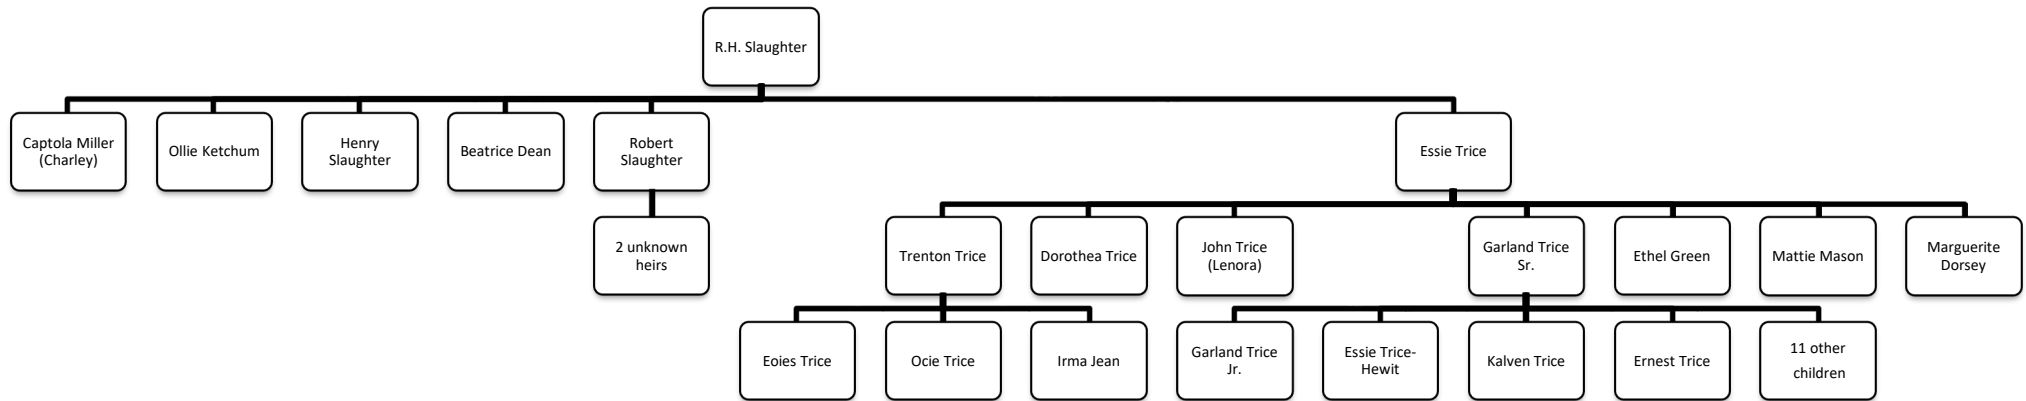 R.H. Slaughter
Captola Miller
(Charley)
Ollie Ketchum
Henry
Slaughter
Beatrice Dean
Robert
Slaughter
Essie Trice
2 unknown
heirs
Trenton Trice
Dorothea Trice
John Trice
(Lenora)
Garland Trice
Sr.
Ethel Green
Mattie Mason
Marguerite
Dorsey
Eoies Trice
Ocie Trice
Irma Jean
Garland Trice
Jr.
Essie Trice-
Hewit
Kalven Trice
Ernest Trice
11 other
children